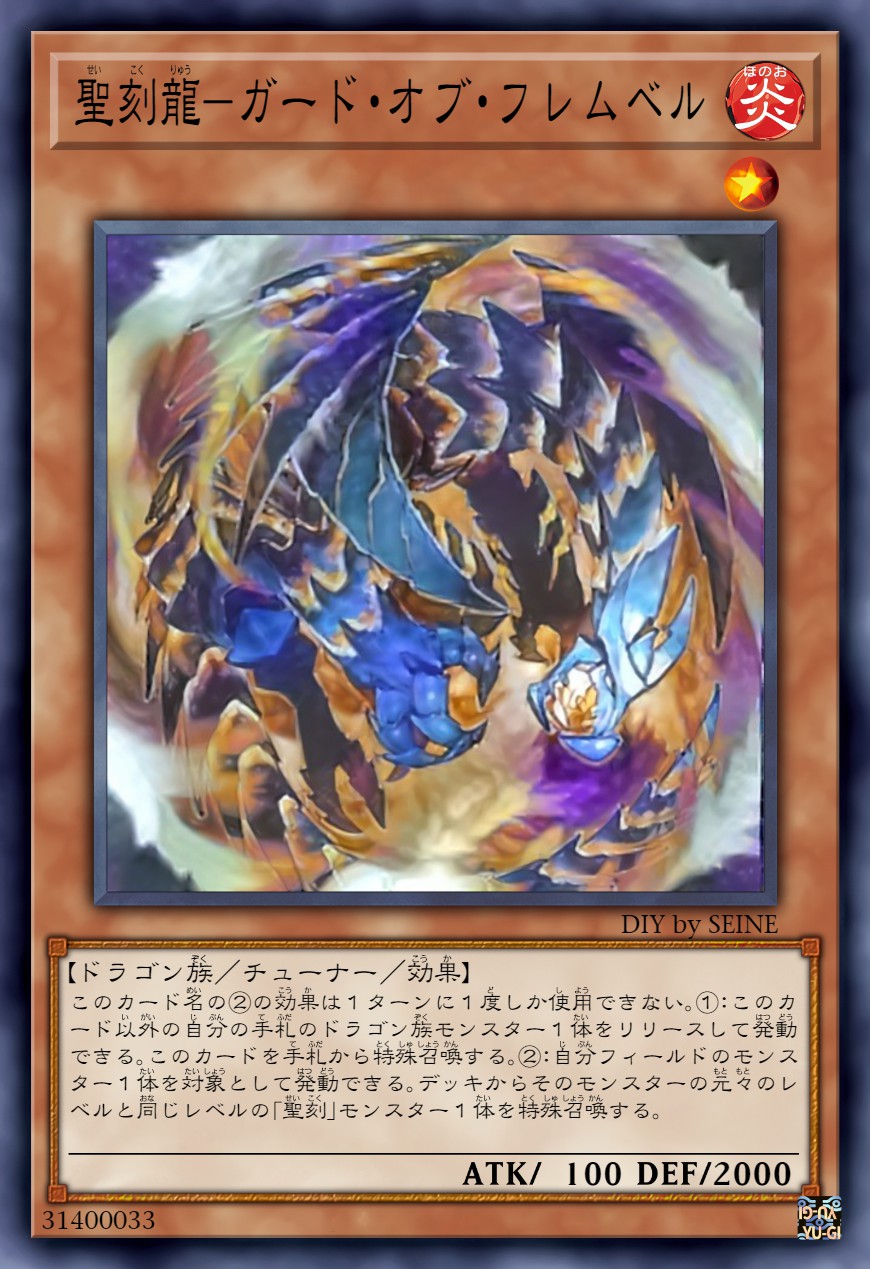 聖刻龍－ガード・オブ・フレムベル
炎
DIY by SEINE
【ドラゴン族／チューナー／効果】
このカード名の②の効果は１ターンに１度しか使用できない。①：このカ
ード以外の自分の手札のドラゴン族モンスター１体をリリースして発動
できる。このカードを手札から特殊召喚する。②：自分フィールドのモンス
ター１体を対象として発動できる。デッキからそのモンスターの元々のレ
ベルと同じレベルの「聖刻」モンスター１体を特殊召喚する。
ATK/ 100 DEF/2000
31400033
YU-GI